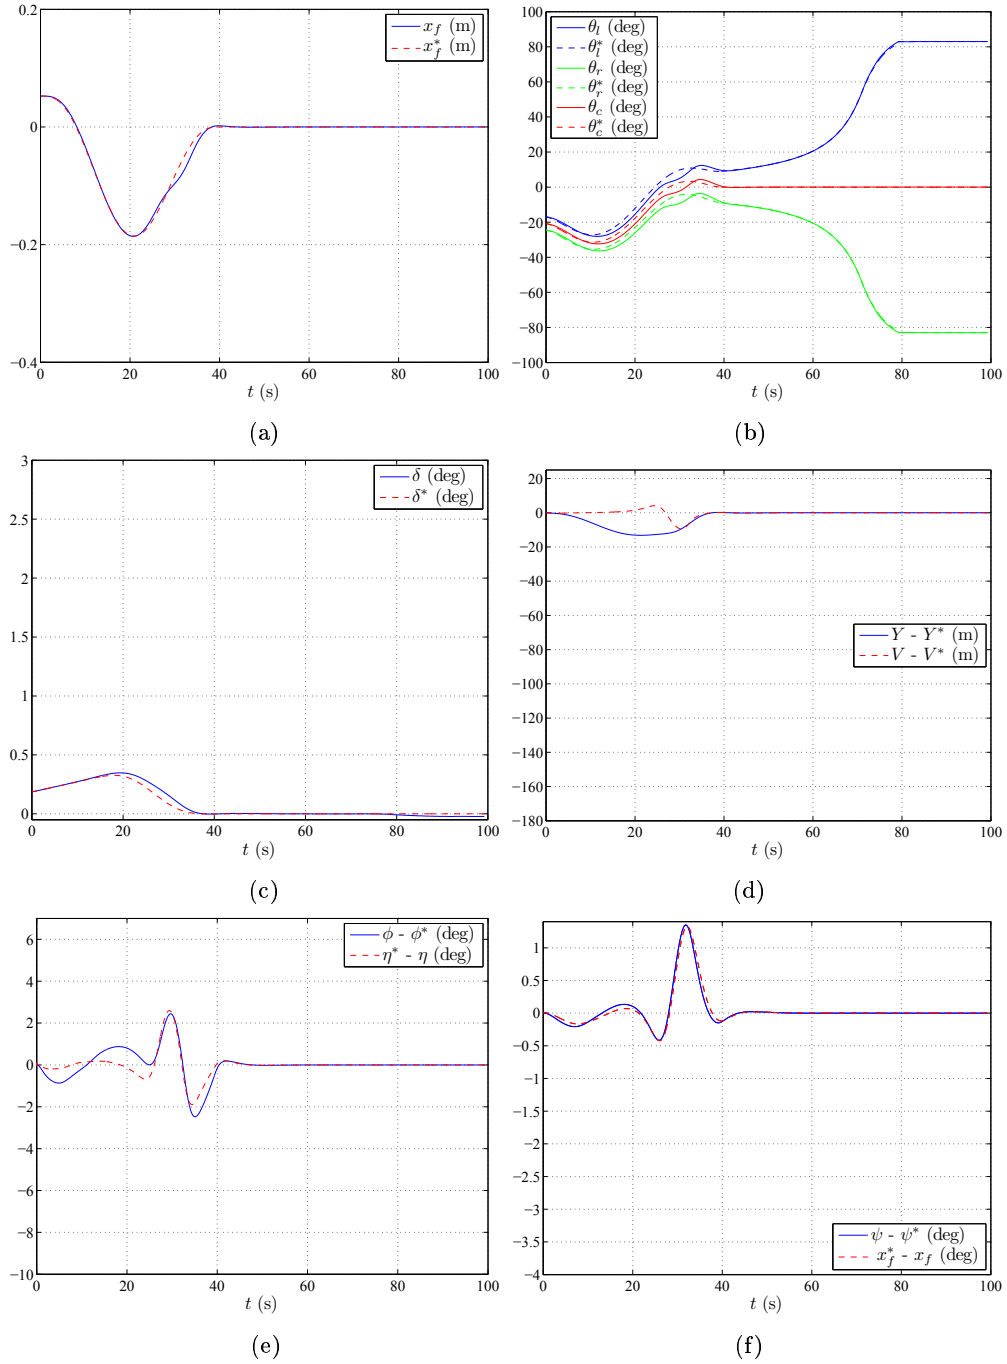 0.2
0
−0.2
−0.4
x_f (m)
x_f^* (m)
0 20 40 60 80 100
t (s)
(a)
100
80
60
40
20
0
−20
−40
−60
−80
−100
θ_l (deg)
θ_l^* (deg)
θ_r (deg)
θ_r^* (deg)
θ_c (deg)
θ_c^* (deg)
0 20 40 60 80 100
t (s)
(b)
3
2.5
2
1.5
1
0.5
0
δ (deg)
δ* (deg)
0 20 40 60 80 100
t (s)
(c)
20
0
−20
−40
−60
−80
−100
−120
−140
−160
−180
Y - Y* (m)
V - V* (m)
0 20 40 60 80 100
t (s)
(d)
6
4
2
0
−2
−4
−6
−8
−10
ϕ - ϕ* (deg)
η* - η (deg)
0 20 40 60 80 100
t (s)
(e)
1
0.5
0
−0.5
−1
−1.5
−2
−2.5
−3
−3.5
−4
ψ - ψ* (deg)
x_f^* - x_f (deg)
0 20 40 60 80 100
t (s)
(f)